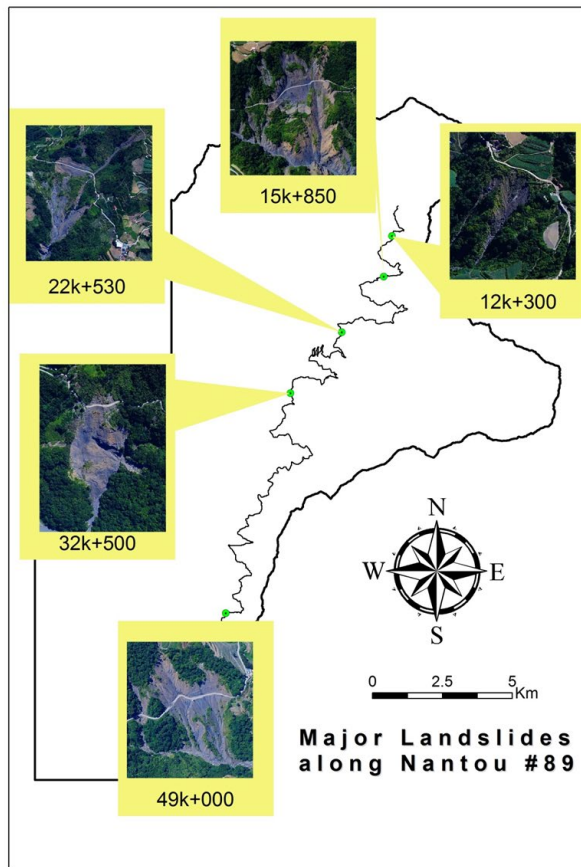 15k+850
22k+530
12k+300
32k+500
N
W E
S
0 2.5 5
Km
Major Landslides
along Nantou #89
49k+000